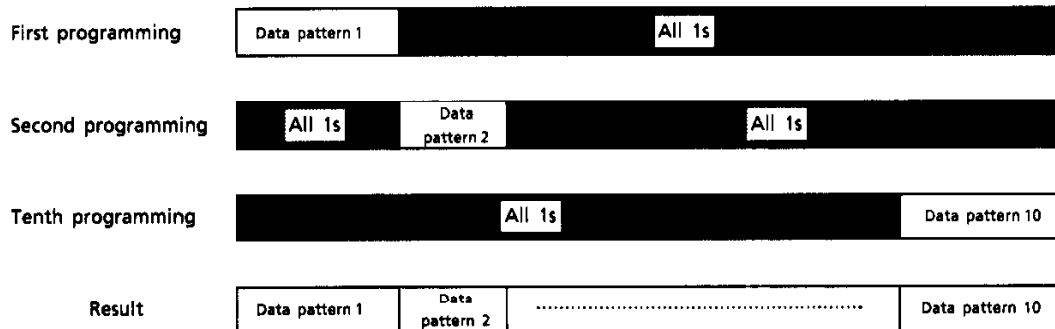 First programming
Data pattern 1
All 1s
Second programming
All 1s
Data
pattern 2
All 1s
Tenth programming
All 1s
Data pattern 10
Result
Data pattern 1
Data
pattern 2
Data pattern 10